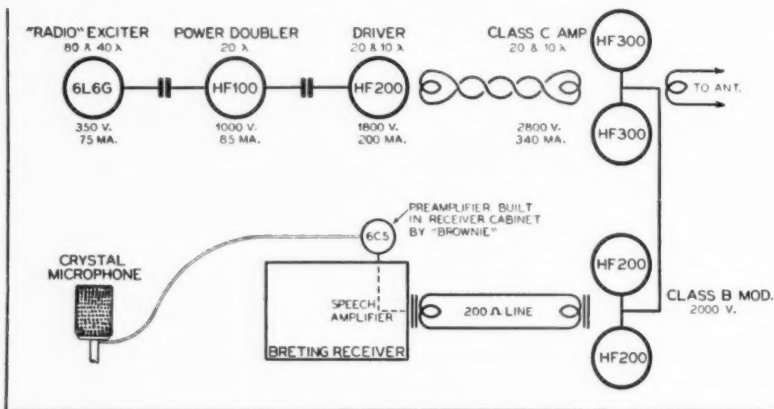 "RADIO" EXCITER
80 & 40 λ
6L6G
350 V.
75 MA.
POWER DOUBLER
20 λ
HF100
1000 V.
85 MA.
DRIVER
20 & 10 λ
HF200
1800 V.
200 MA.
CLASS C AMP
20 & 10 λ
2800 V.
340 MA.
HF300
HF300
TO ANT.
PREAMPLIFIER BUILT
IN RECEIVER CABINET
BY "BROWNIE"
6C5
CRYSTAL
MICROPHONE
SPEECH
AMPLIFIER
BRETING RECEIVER
200 Ω LINE
HF200
HF200
CLASS B MOD.
2000 V.